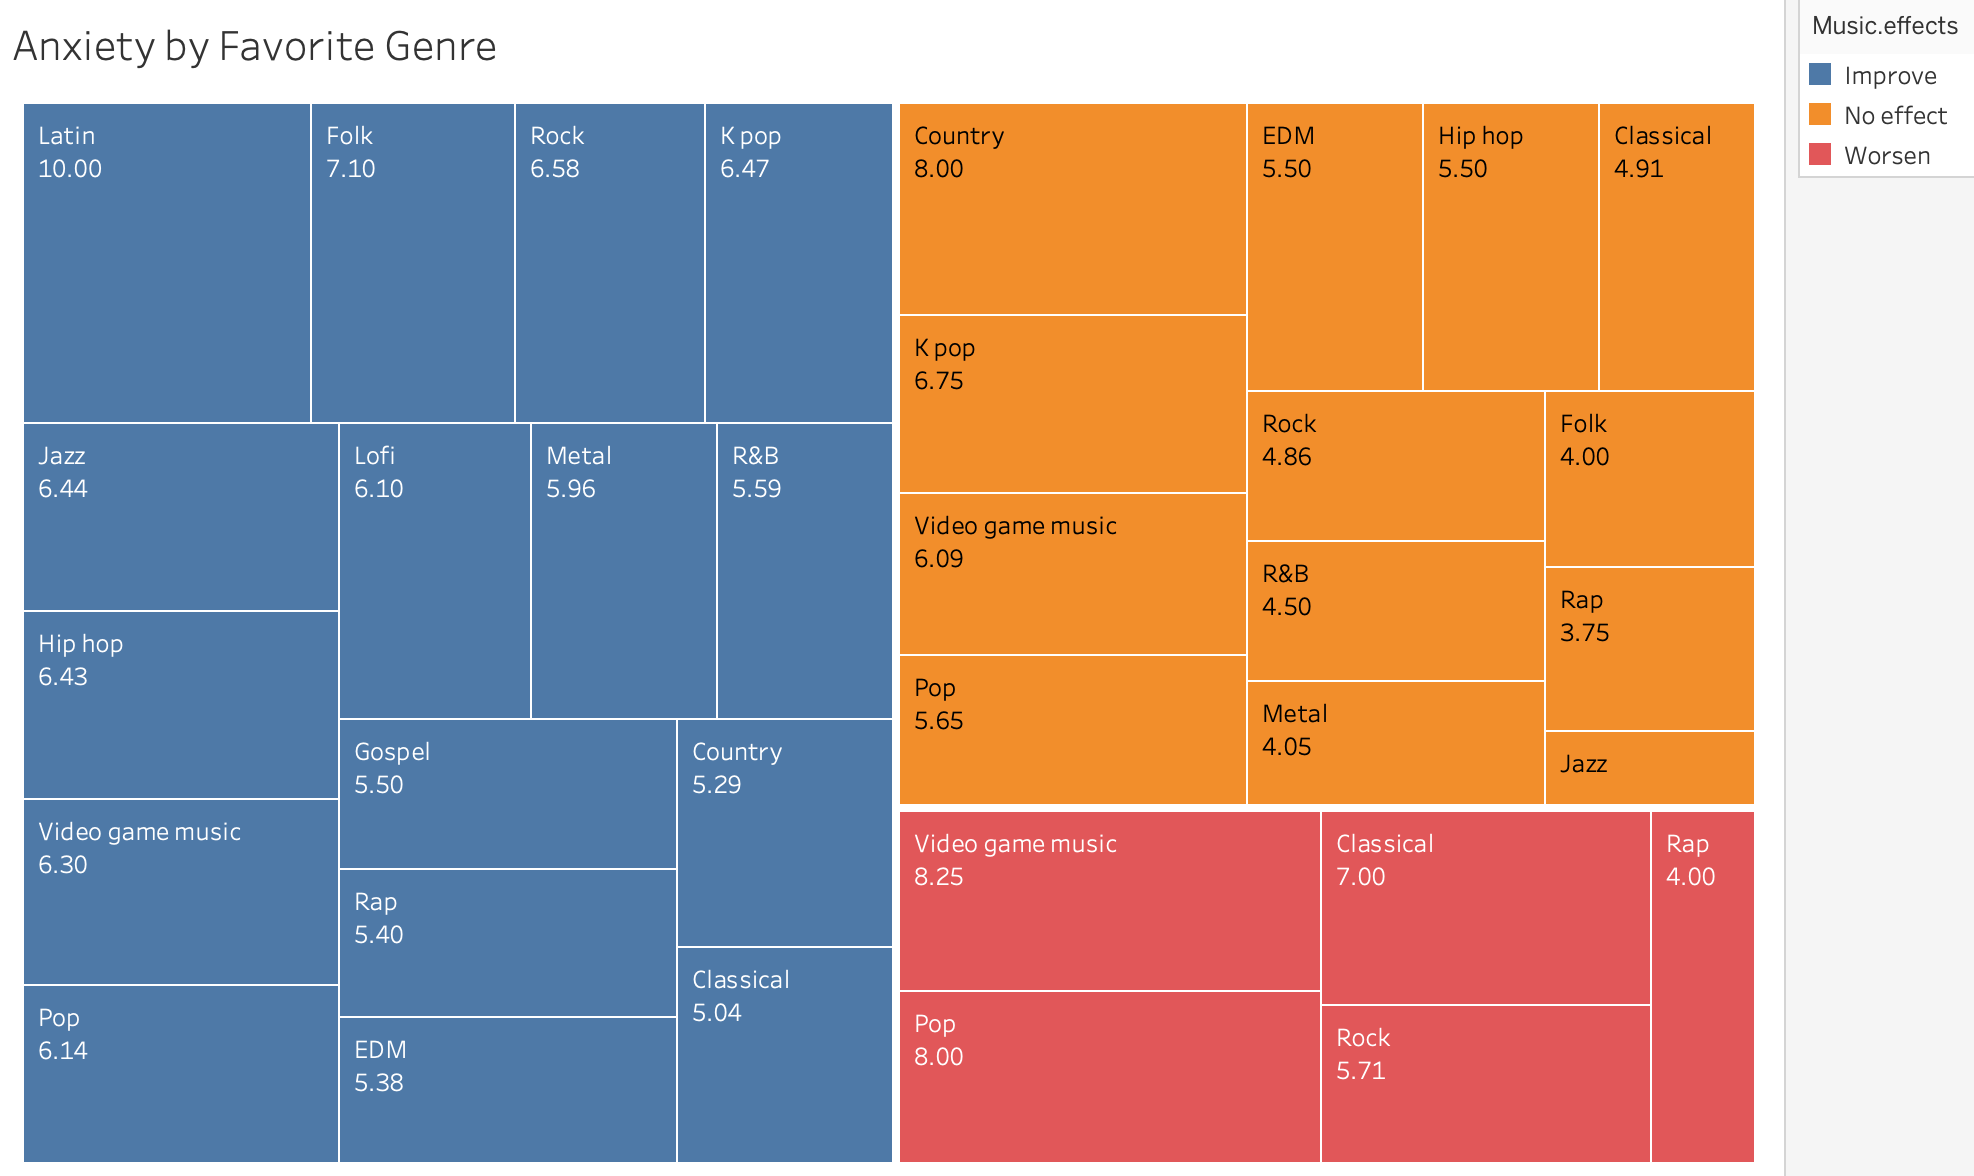 Anxiety by Favorite Genre
Music.effects
Improve
No effect
Worsen
Latin
10.00
Folk
7.10
Rock
6.58
K pop
6.47
Jazz
6.44
Hip hop
6.43
Video game music
6.30
Pop
6.14
Lofi
6.10
Metal
5.96
R&B
5.59
Gospel
5.50
Rap
5.40
EDM
5.38
Country
5.29
Classical
5.04
Country
8.00
K pop
6.75
Video game music
6.09
Pop
5.65
EDM
5.50
Hip hop
5.50
Classical
4.91
Rock
4.86
R&B
4.50
Metal
4.05
Folk
4.00
Rap
3.75
Jazz
Video game music
8.25
Pop
8.00
Classical
7.00
Rock
5.71
Rap
4.00